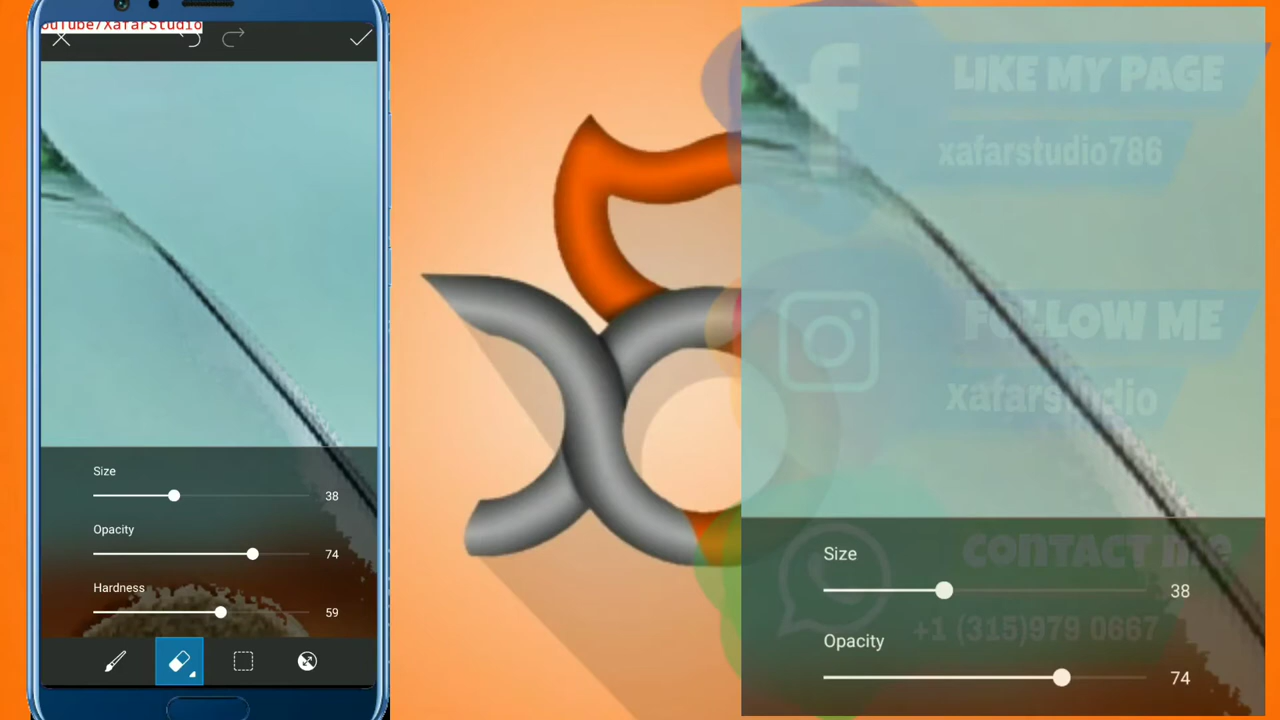 ouTube/XafarStudio
Size
38
Opacity
74
Hardness
59
LIKE MY PAGE
xafarstudio786
FOLLOW ME
xafarstudio
contact me
+1 (315)979 0667
Size
38
Opacity
74